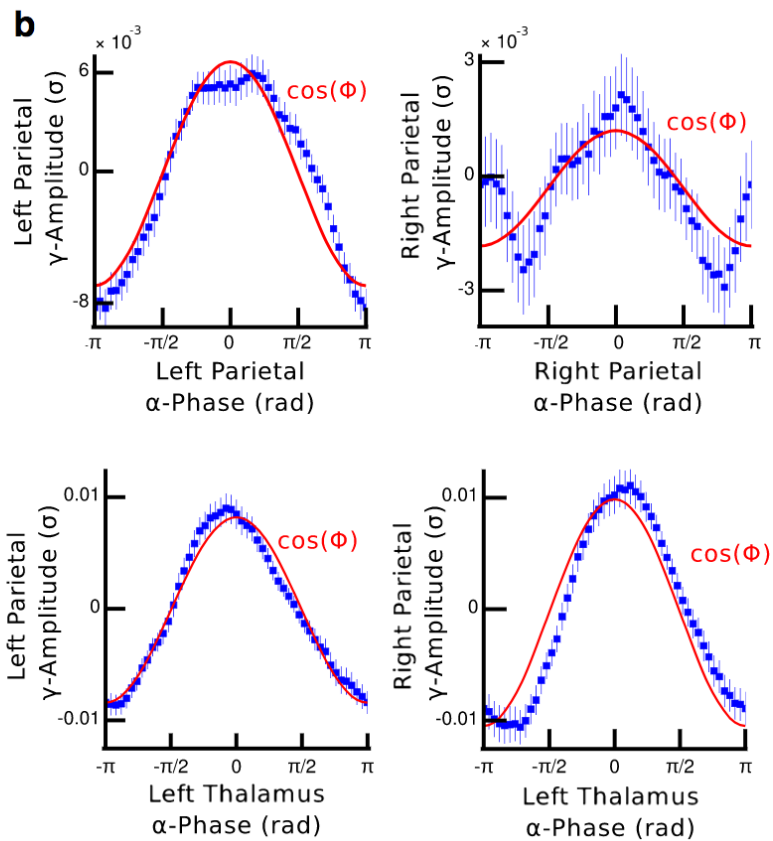 b
× 10⁻³
6
0
-8
Left Parietal
γ-Amplitude (σ)
cos(Φ)
-π
-π/2
0
π/2
π
Left Parietal
α-Phase (rad)
× 10⁻³
3
0
-3
Right Parietal
γ-Amplitude (σ)
cos(Φ)
-π
-π/2
0
π/2
π
Right Parietal
α-Phase (rad)
0.01
0
-0.01
Left Parietal
γ-Amplitude (σ)
cos(Φ)
-π
-π/2
0
π/2
π
Left Thalamus
α-Phase (rad)
0.01
0
-0.01
Right Parietal
γ-Amplitude (σ)
cos(Φ)
-π
-π/2
0
π/2
π
Left Thalamus
α-Phase (rad)